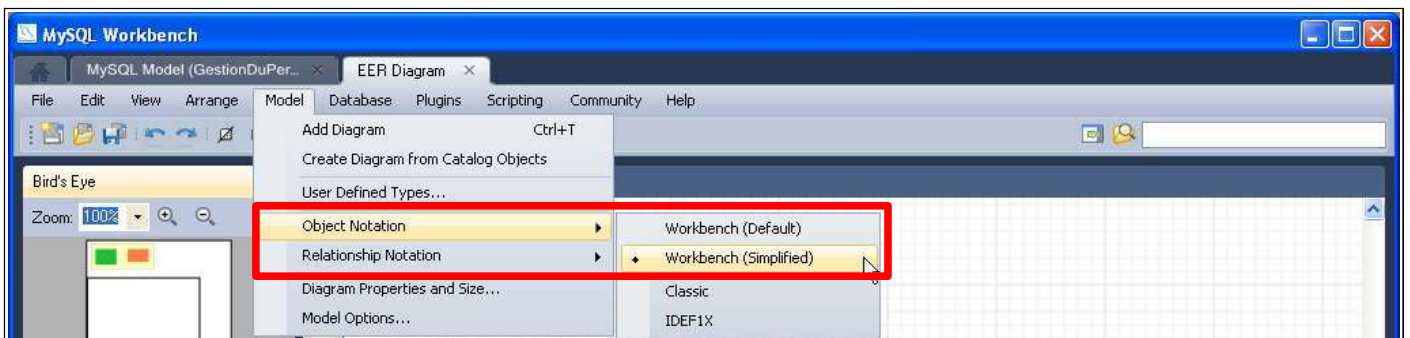 MySQL Workbench
MySQL Model (GestionDuPer... EER Diagram
File Edit View Arrange Model Database Plugins Scripting Community Help
Add Diagram Ctrl+T
Create Diagram from Catalog Objects
Bird's Eye
User Defined Types...
Zoom: 100%
Object Notation Workbench (Default)
Relationship Notation Workbench (Simplified)
Diagram Properties and Size... Classic
Model Options... IDEF1X